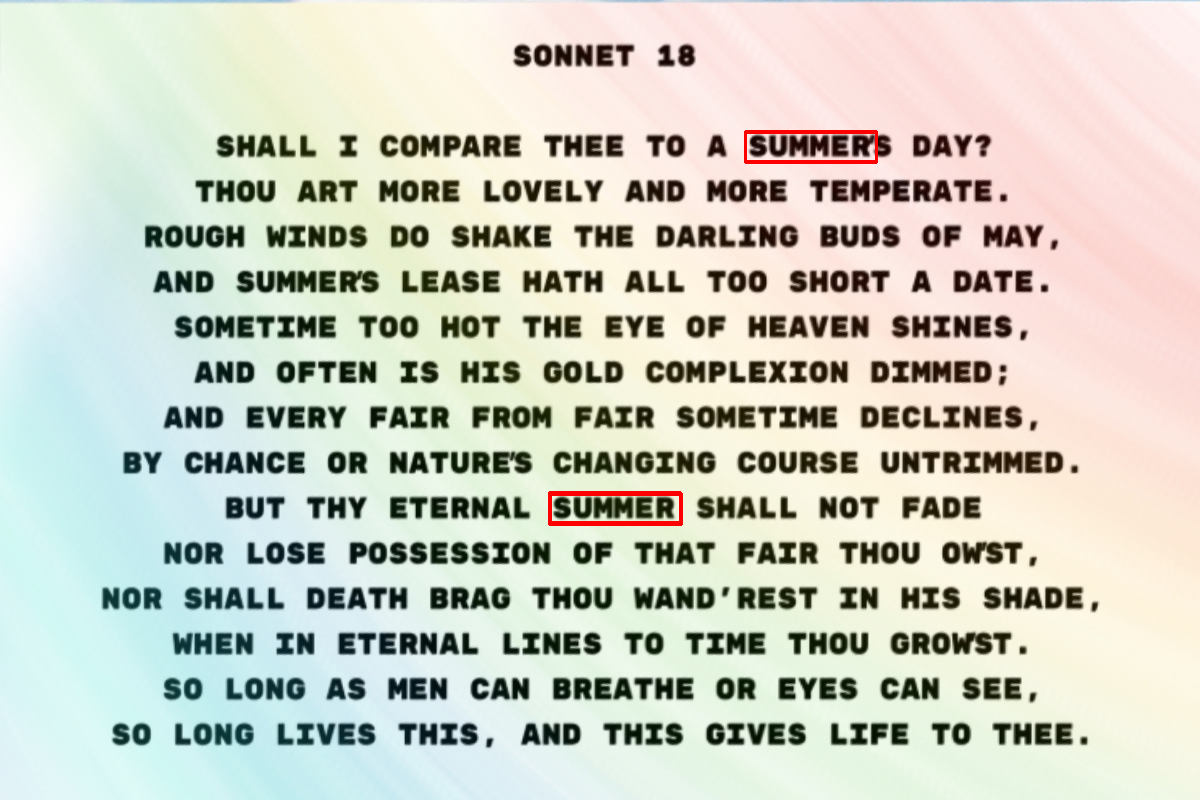 SONNET 18
SHALL I COMPARE THEE TO A SUMMER'S DAY?
THOU ART MORE LOVELY AND MORE TEMPERATE.
ROUGH WINDS DO SHAKE THE DARLING BUDS OF MAY,
AND SUMMER'S LEASE HATH ALL TOO SHORT A DATE.
SOMETIME TOO HOT THE EYE OF HEAVEN SHINES,
AND OFTEN IS HIS GOLD COMPLEXION DIMMED;
AND EVERY FAIR FROM FAIR SOMETIME DECLINES,
BY CHANCE OR NATURE'S CHANGING COURSE UNTRIMMED.
BUT THY ETERNAL SUMMER SHALL NOT FADE
NOR LOSE POSSESSION OF THAT FAIR THOU OW'ST,
NOR SHALL DEATH BRAG THOU WAND'REST IN HIS SHADE,
WHEN IN ETERNAL LINES TO TIME THOU GROW'ST.
SO LONG AS MEN CAN BREATHE OR EYES CAN SEE,
SO LONG LIVES THIS, AND THIS GIVES LIFE TO THEE.